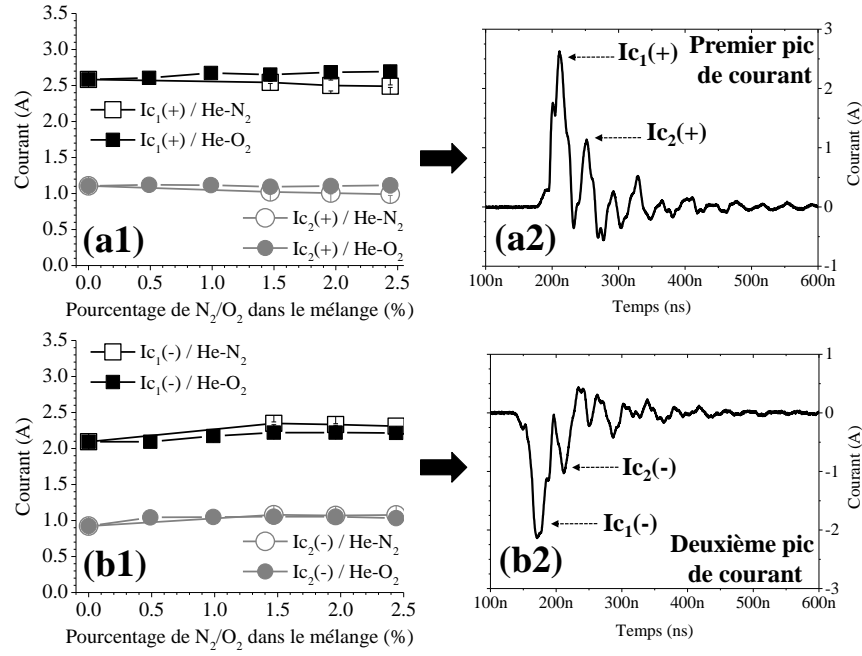 3.5
3.0
2.5
2.0
1.5
1.0
0.5
0.0
Courant (A)
Ic₁(+) / He-N₂
Ic₁(+) / He-O₂
Ic₂(+) / He-N₂
Ic₂(+) / He-O₂
(a1)
0.0 0.5 1.0 1.5 2.0 2.5
Pourcentage de N₂/O₂ dans le mélange (%)
Ic₁(+)
Ic₂(+)
Premier pic
de courant
(a2)
3
2
1
0
-1
Courant (A)
100n 200n 300n 400n 500n 600n
Temps (ns)
3.5
3.0
2.5
2.0
1.5
1.0
0.5
0.0
Courant (A)
Ic₁(-) / He-N₂
Ic₁(-) / He-O₂
Ic₂(-) / He-N₂
Ic₂(-) / He-O₂
(b1)
0.0 0.5 1.0 1.5 2.0 2.5
Pourcentage de N₂/O₂ dans le mélange (%)
Ic₂(-)
Ic₁(-)
(b2)
Deuxième pic
de courant
1
0
-1
-2
-3
Courant (A)
100n 200n 300n 400n 500n 600n
Temps (ns)